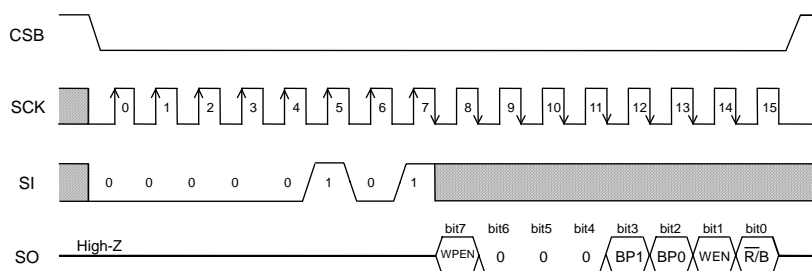 CSB
SCK 0 1 2 3 4 5 6 7 8 9 10 11 12 13 14 15
SI 0 0 0 0 0 1 0 1
bit7 bit6 bit5 bit4 bit3 bit2 bit1 bit0
SO High-Z WPEN 0 0 0 BP1 BP0 WEN R̅/B